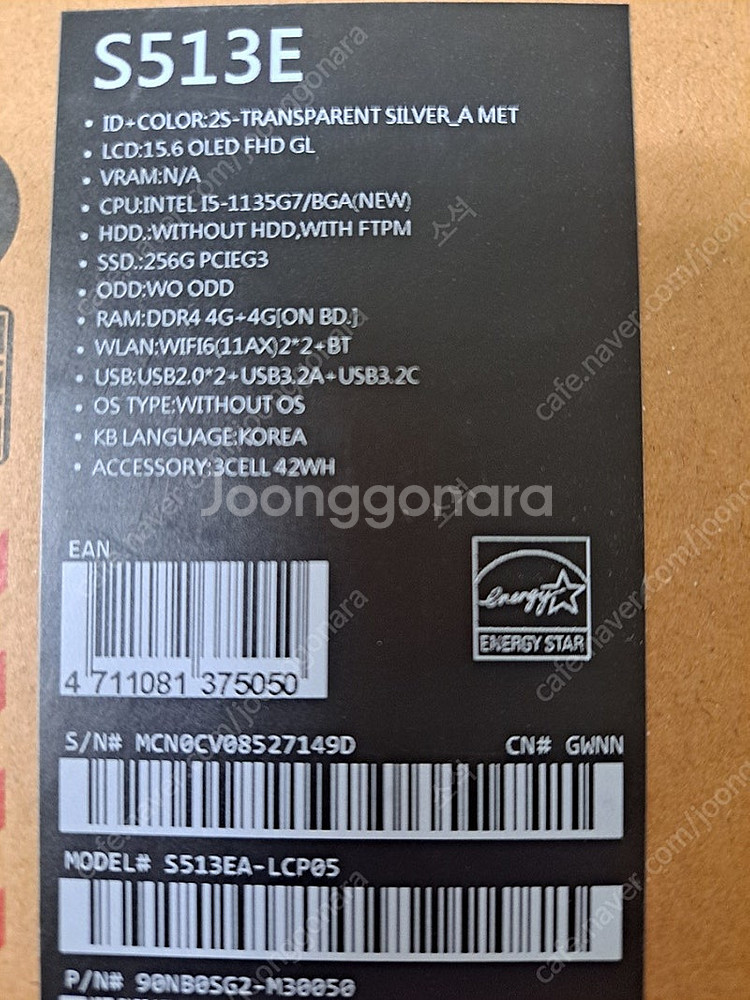 S513E
• ID+COLOR:2S-TRANSPARENT SILVER_A MET
• LCD:15.6 OLED FHD GL
• VRAM:N/A
• CPU:INTEL I5-1135G7/BGA(NEW)
• HDD.:WITHOUT HDD,WITH FTPM
• SSD.:256G PCIEG3
• ODD:WO ODD
• RAM:DDR4 4G+4G[ON BD.]
• WLAN:WIFI6(11AX)2*2+BT
• USB:USB2.0*2+USB3.2A+USB3.2C
• OS TYPE:WITHOUT OS
• KB LANGUAGE:KOREA
• ACCESSORY:3CELL 42WH
Joonggonara
EAN
energy
ENERGY STAR
4 711081 375050
S/N# MCN0CV08527149D CN# GWNN
MODEL# S513EA-LCP05
P/N# 90NB0SG2-M30050
소석
cafe.naver.com/joonggonara